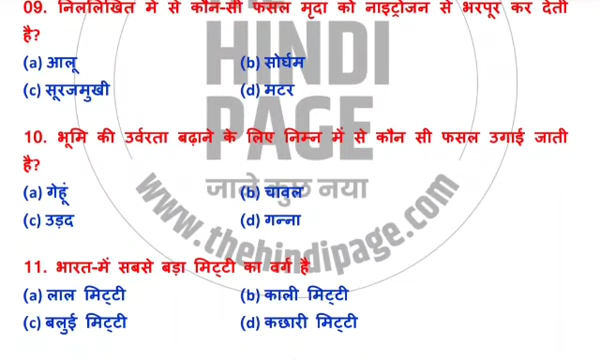 09. निललिखित में से कौन-सी फसल मृदा को नाइट्रोजन से भरपूर कर देती
है?
(a) आलू (b) सोर्घम
(c) सूरजमुखी (d) मटर
10. भूमि की उर्वरता बढ़ाने के लिए निम्न में से कौन सी फसल उगाई जाती
है?
(a) गेहूं (b) चावल
(c) उड़द (d) गन्ना
11. भारत-में सबसे बड़ा मिट्टी का वर्ग है
(a) लाल मिट्टी (b) काली मिट्टी
(c) बलुई मिट्टी (d) कछारी मिट्टी
HINDI
PAGE
जाने कुछ नया
www.thehindipage.com